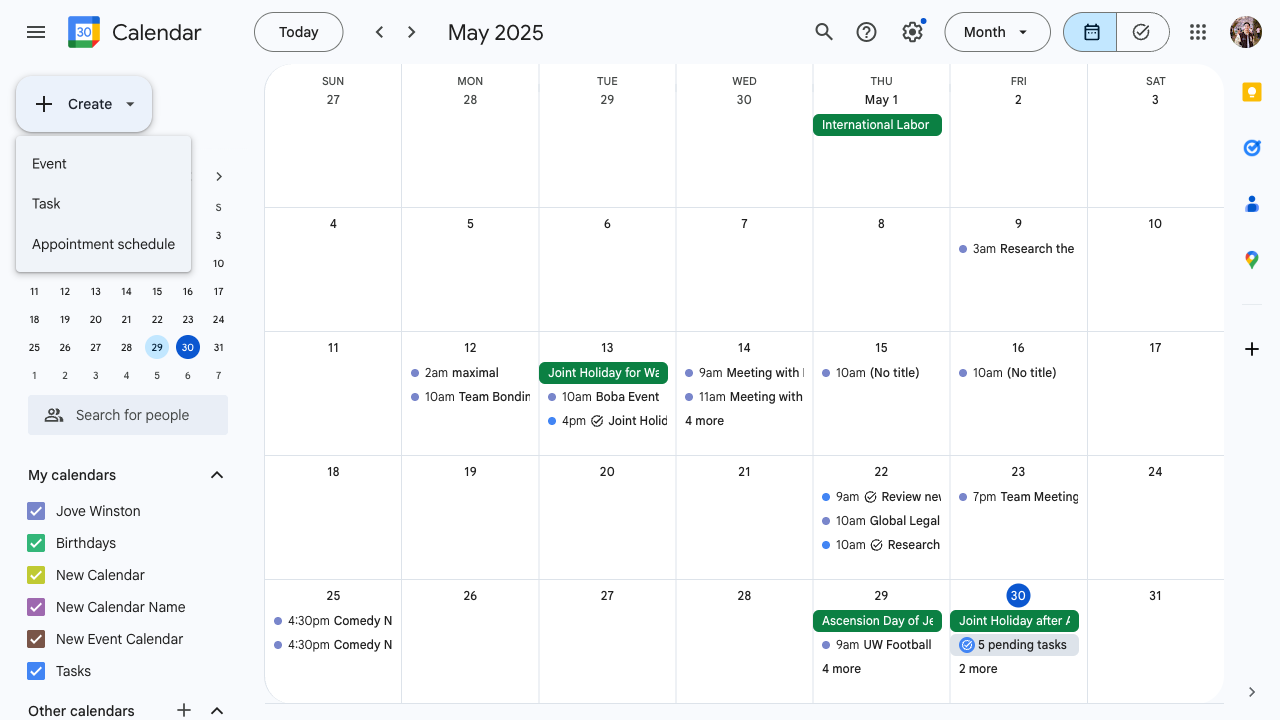 30
Calendar
Today
May 2025
Month
Create
Event
Task
Appointment schedule
S
3
10
11 12 13 14 15 16 17
18 19 20 21 22 23 24
25 26 27 28 29 30 31
1 2 3 4 5 6 7
Search for people
My calendars
Jove Winston
Birthdays
New Calendar
New Calendar Name
New Event Calendar
Tasks
Other calendars
SUN MON TUE WED THU FRI SAT
27 28 29 30 May 1 2 3
International Labor
4 5 6 7 8 9 10
3am Research the
11 12 13 14 15 16 17
2am maximal
10am Team Bondin
Joint Holiday for Wa
10am Boba Event
4pm Joint Holid
9am Meeting with
11am Meeting with
4 more
10am (No title)
10am (No title)
18 19 20 21 22 23 24
9am Review new
10am Global Legal
10am Research
7pm Team Meeting
25 26 27 28 29 30 31
4:30pm Comedy N
4:30pm Comedy N
Ascension Day of Je
9am UW Football
4 more
Joint Holiday after A
5 pending tasks
2 more